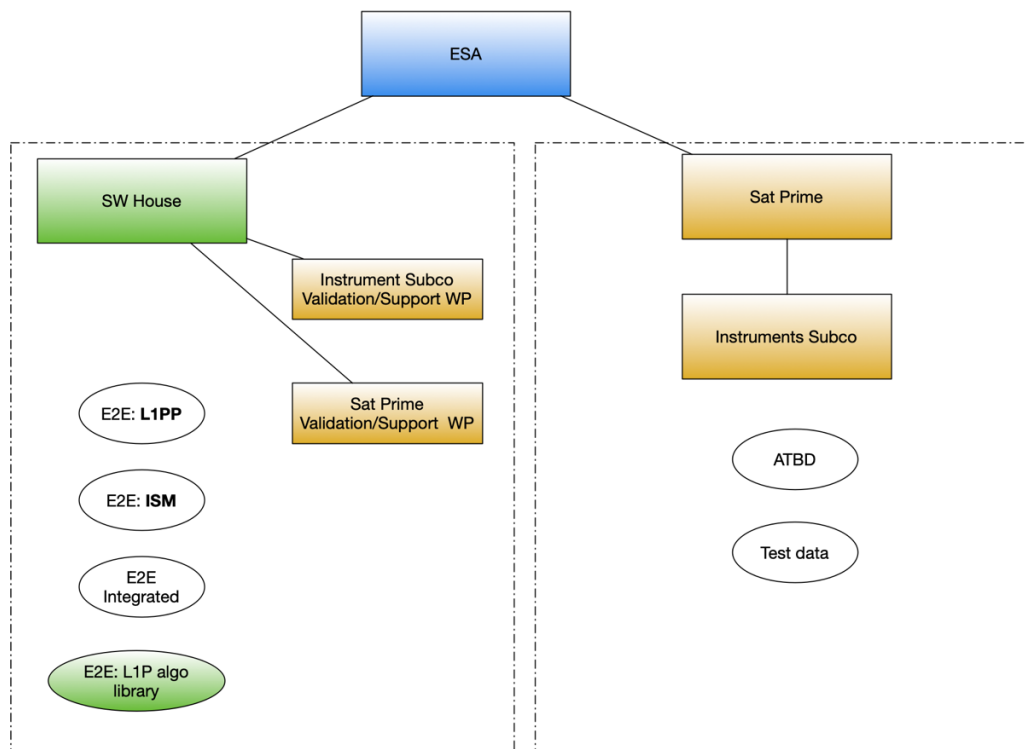 ESA
SW House
Instrument Subco
Validation/Support WP
Sat Prime
Validation/Support WP
E2E: L1PP
E2E: ISM
E2E
Integrated
E2E: L1P algo
library
Sat Prime
Instruments Subco
ATBD
Test data